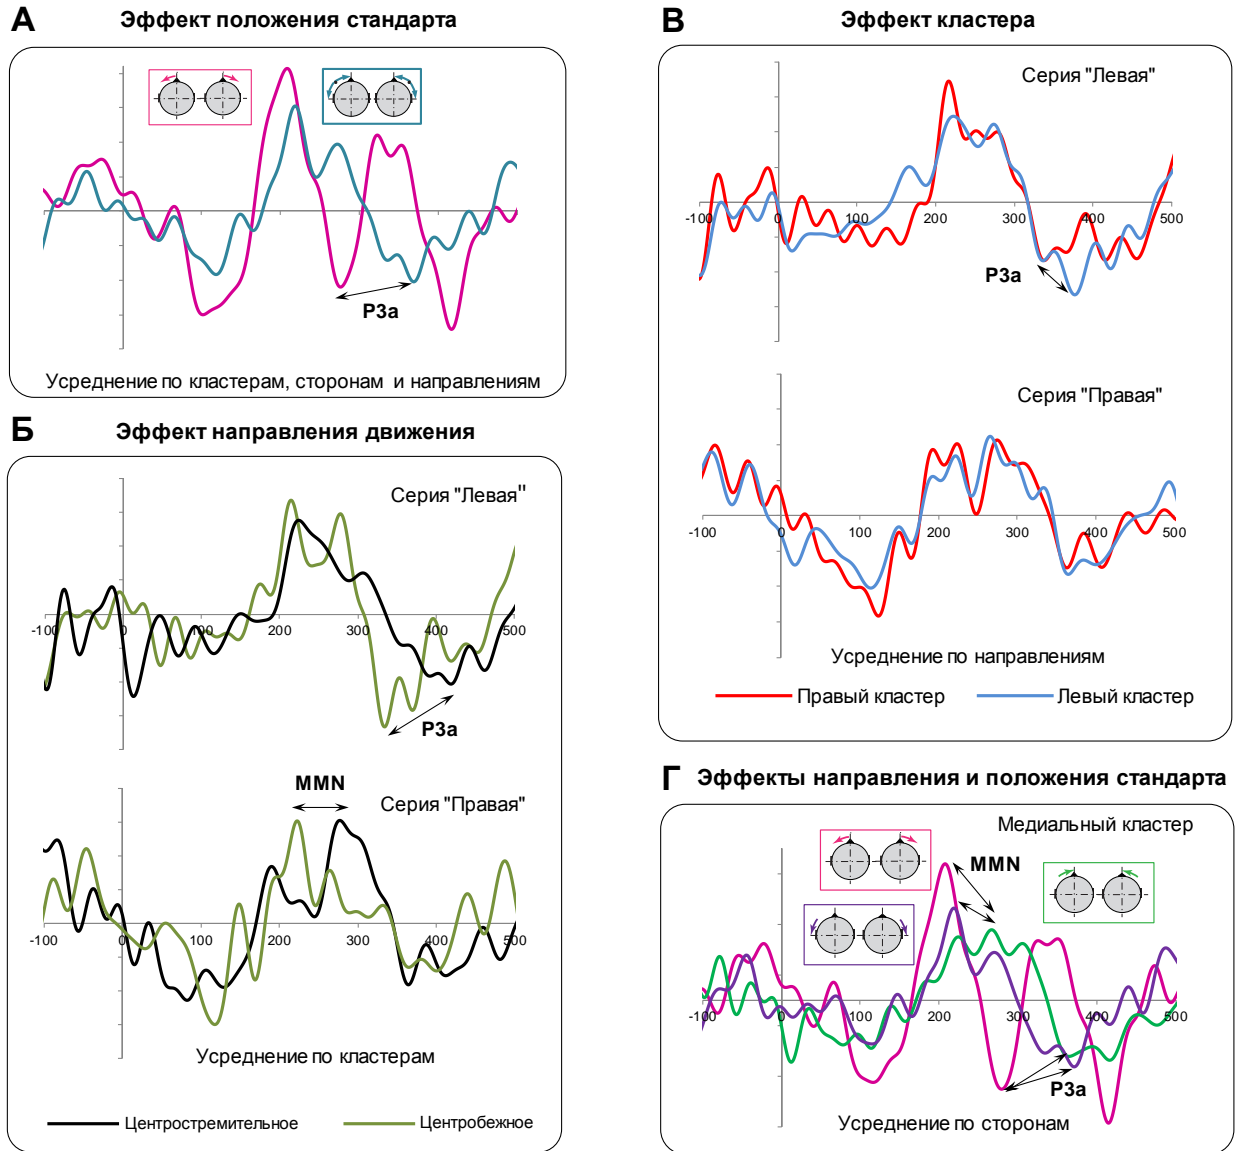 А Эффект положения стандарта
P3a
Усреднение по кластерам, сторонам и направлениям
Б Эффект направления движения
Серия "Левая"
-100 0 100 200 300 400 500
P3a
MMN
Серия "Правая"
-100 0 100 200 300 400 500
Усреднение по кластерам
Центростремительное Центробежное
В Эффект кластера
Серия "Левая"
-100 0 100 200 300 400 500
P3a
Серия "Правая"
-100 0 100 200 300 400 500
Усреднение по направлениям
Правый кластер Левый кластер
Г Эффекты направления и положения стандарта
Медиальный кластер
MMN
-100 0 100 200 300 400 500
P3a
Усреднение по сторонам